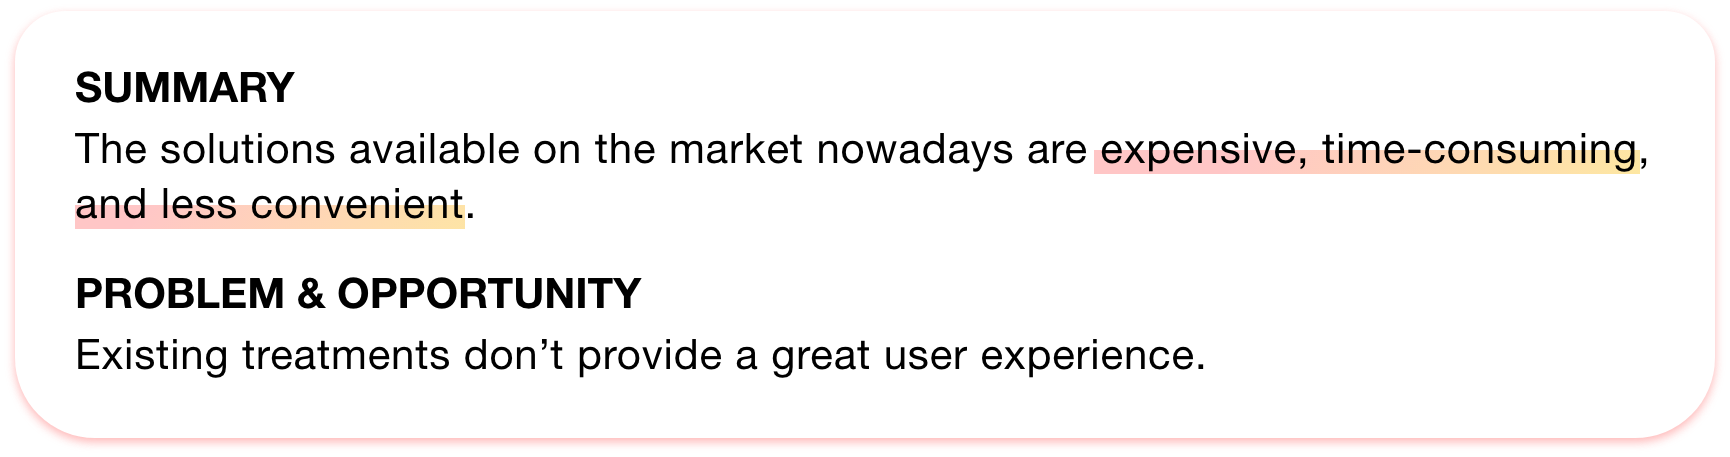 SUMMARY
The solutions available on the market nowadays are expensive, time-consuming,
and less convenient.
PROBLEM & OPPORTUNITY
Existing treatments don’t provide a great user experience.